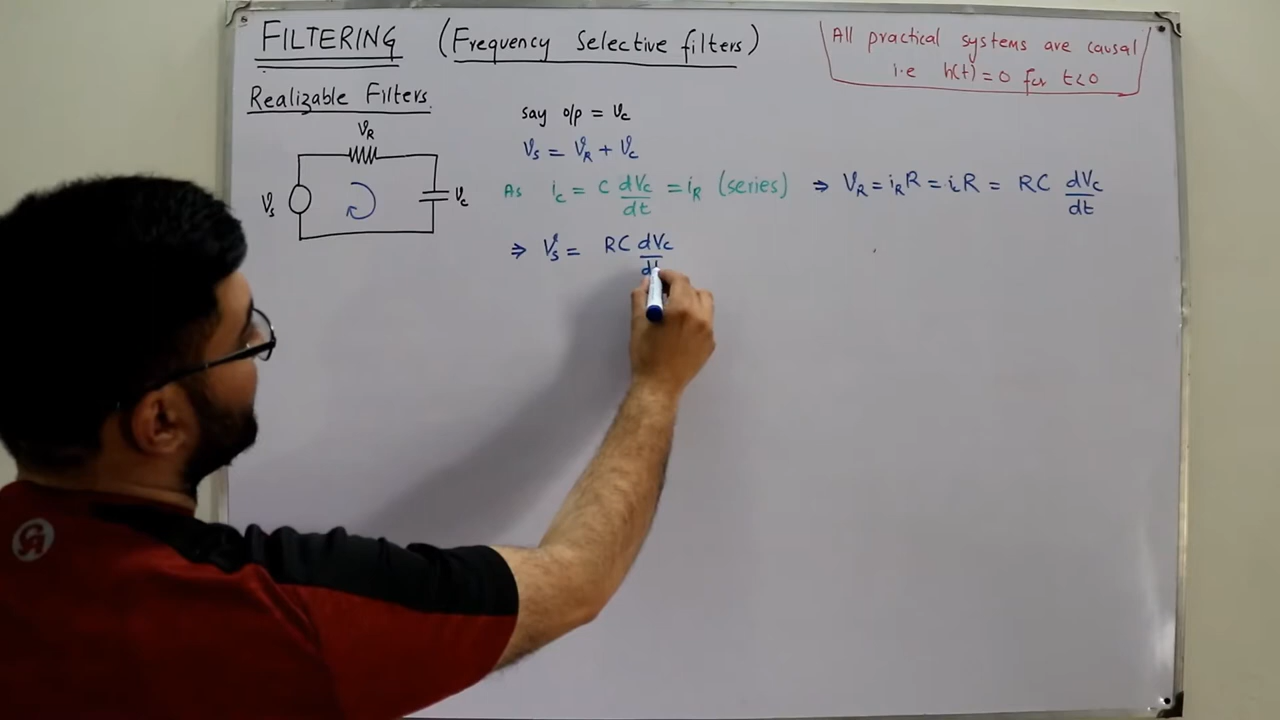 FILTERING (Frequency Selective filters)
All practical systems are causal
i.e h(t) = 0 for t<0
Realizable Filters
say o/p = Vc
Vs = VR + Vc
As ic = C dVc/dt = iR (series) ⇒ VR = iR R = ic R = RC dVc/dt
⇒ Vs = RC dVc/dt
VR
Vs
Vc